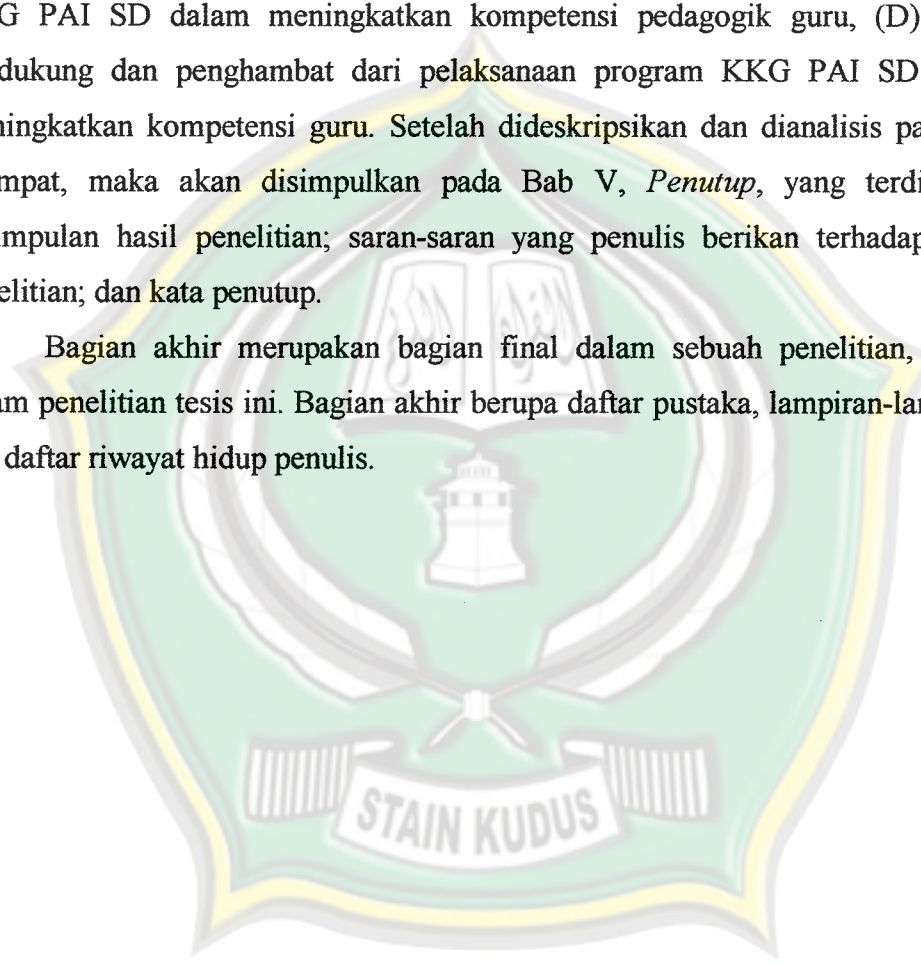 G PAI SD dalam meningkatkan kompetensi pedagogik guru, (D)
dukung dan penghambat dari pelaksanaan program KKG PAI SD
ningkatkan kompetensi guru. Setelah dideskripsikan dan dianalisis pa
mpat, maka akan disimpulkan pada Bab V, Penutup, yang terdi
impulan hasil penelitian; saran-saran yang penulis berikan terhadap
elitian; dan kata penutup.
Bagian akhir merupakan bagian final dalam sebuah penelitian,
am penelitian tesis ini. Bagian akhir berupa daftar pustaka, lampiran-lar
daftar riwayat hidup penulis.
STAIN KUDUS